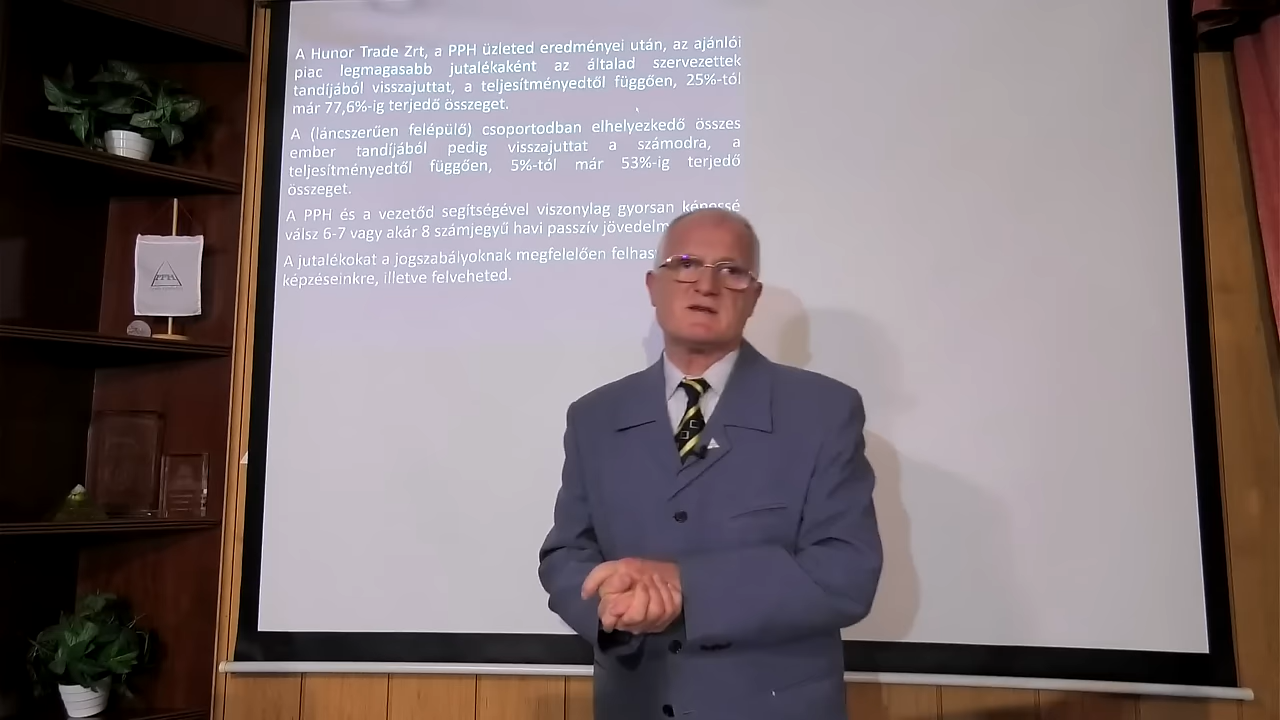 A Hunor Trade Zrt, a PPH üzleted eredményei után, az ajánlói
piac legmagasabb jutalékaként az általad szervezettek
tandíjából visszajuttat, a teljesítményedtől függően, 25%-tól
már 77,6%-ig terjedő összeget.
A (láncszerűen felépülő) csoportodban elhelyezkedő összes
ember tandíjából pedig visszajuttat a számodra, a
teljesítményedtől függően, 5%-tól már 53%-ig terjedő
összeget.
A PPH és a vezetőd segítségével viszonylag gyorsan képessé
válsz 6-7 vagy akár 8 számjegyű havi passzív
A jutalékokat a jogszabályoknak megfelelően
képzéseinkre, illetve felveheted.
PPH